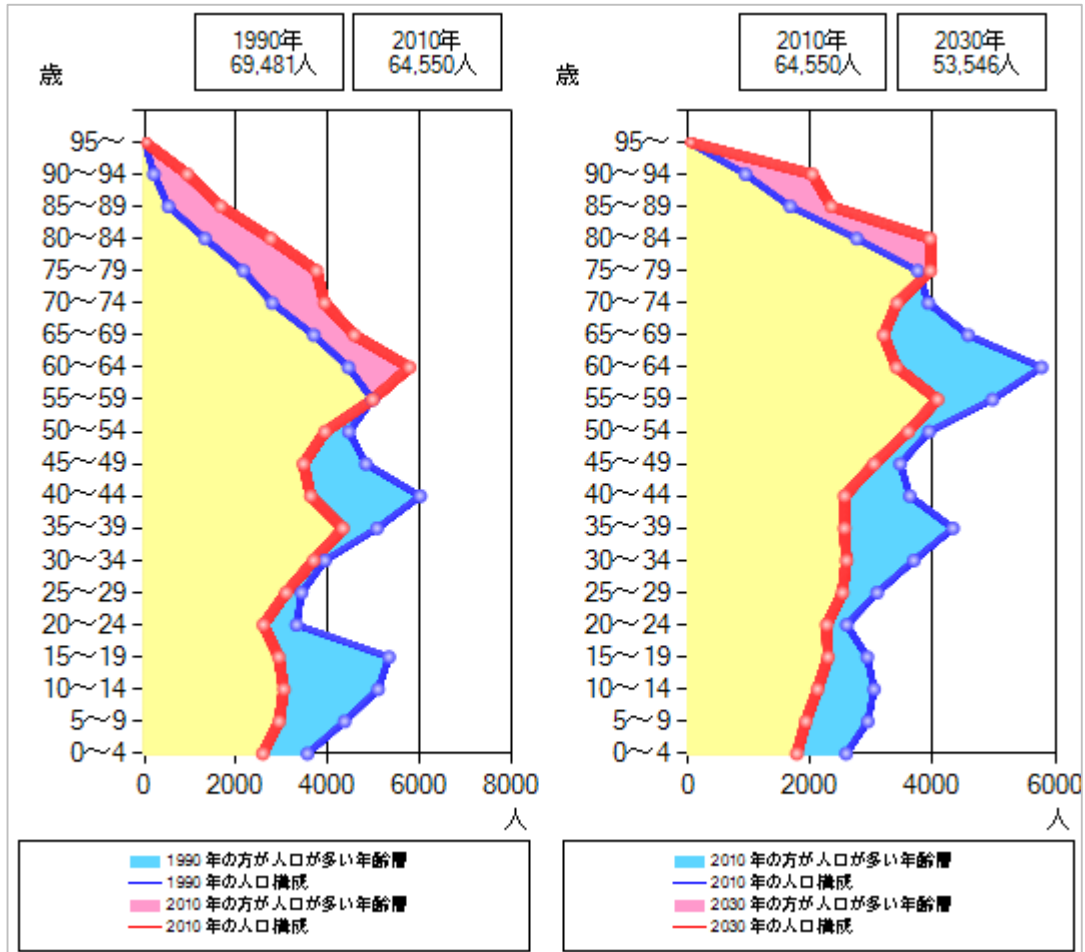 1990年
69,481人
2010年
64,550人
歳
95～
90～94
85～89
80～84
75～79
70～74
65～69
60～64
55～59
50～54
45～49
40～44
35～39
30～34
25～29
20～24
15～19
10～14
5～9
0～4
0 2000 4000 6000 8000
人
1990 年の方が人口が多い年齢層
1990 年の人口構成
2010 年の方が人口が多い年齢層
2010 年の人口構成
2010年
64,550人
2030年
53,546人
歳
95～
90～94
85～89
80～84
75～79
70～74
65～69
60～64
55～59
50～54
45～49
40～44
35～39
30～34
25～29
20～24
15～19
10～14
5～9
0～4
0 2000 4000 6000
人
2010 年の方が人口が多い年齢層
2010 年の人口構成
2030 年の方が人口が多い年齢層
2030 年の人口構成